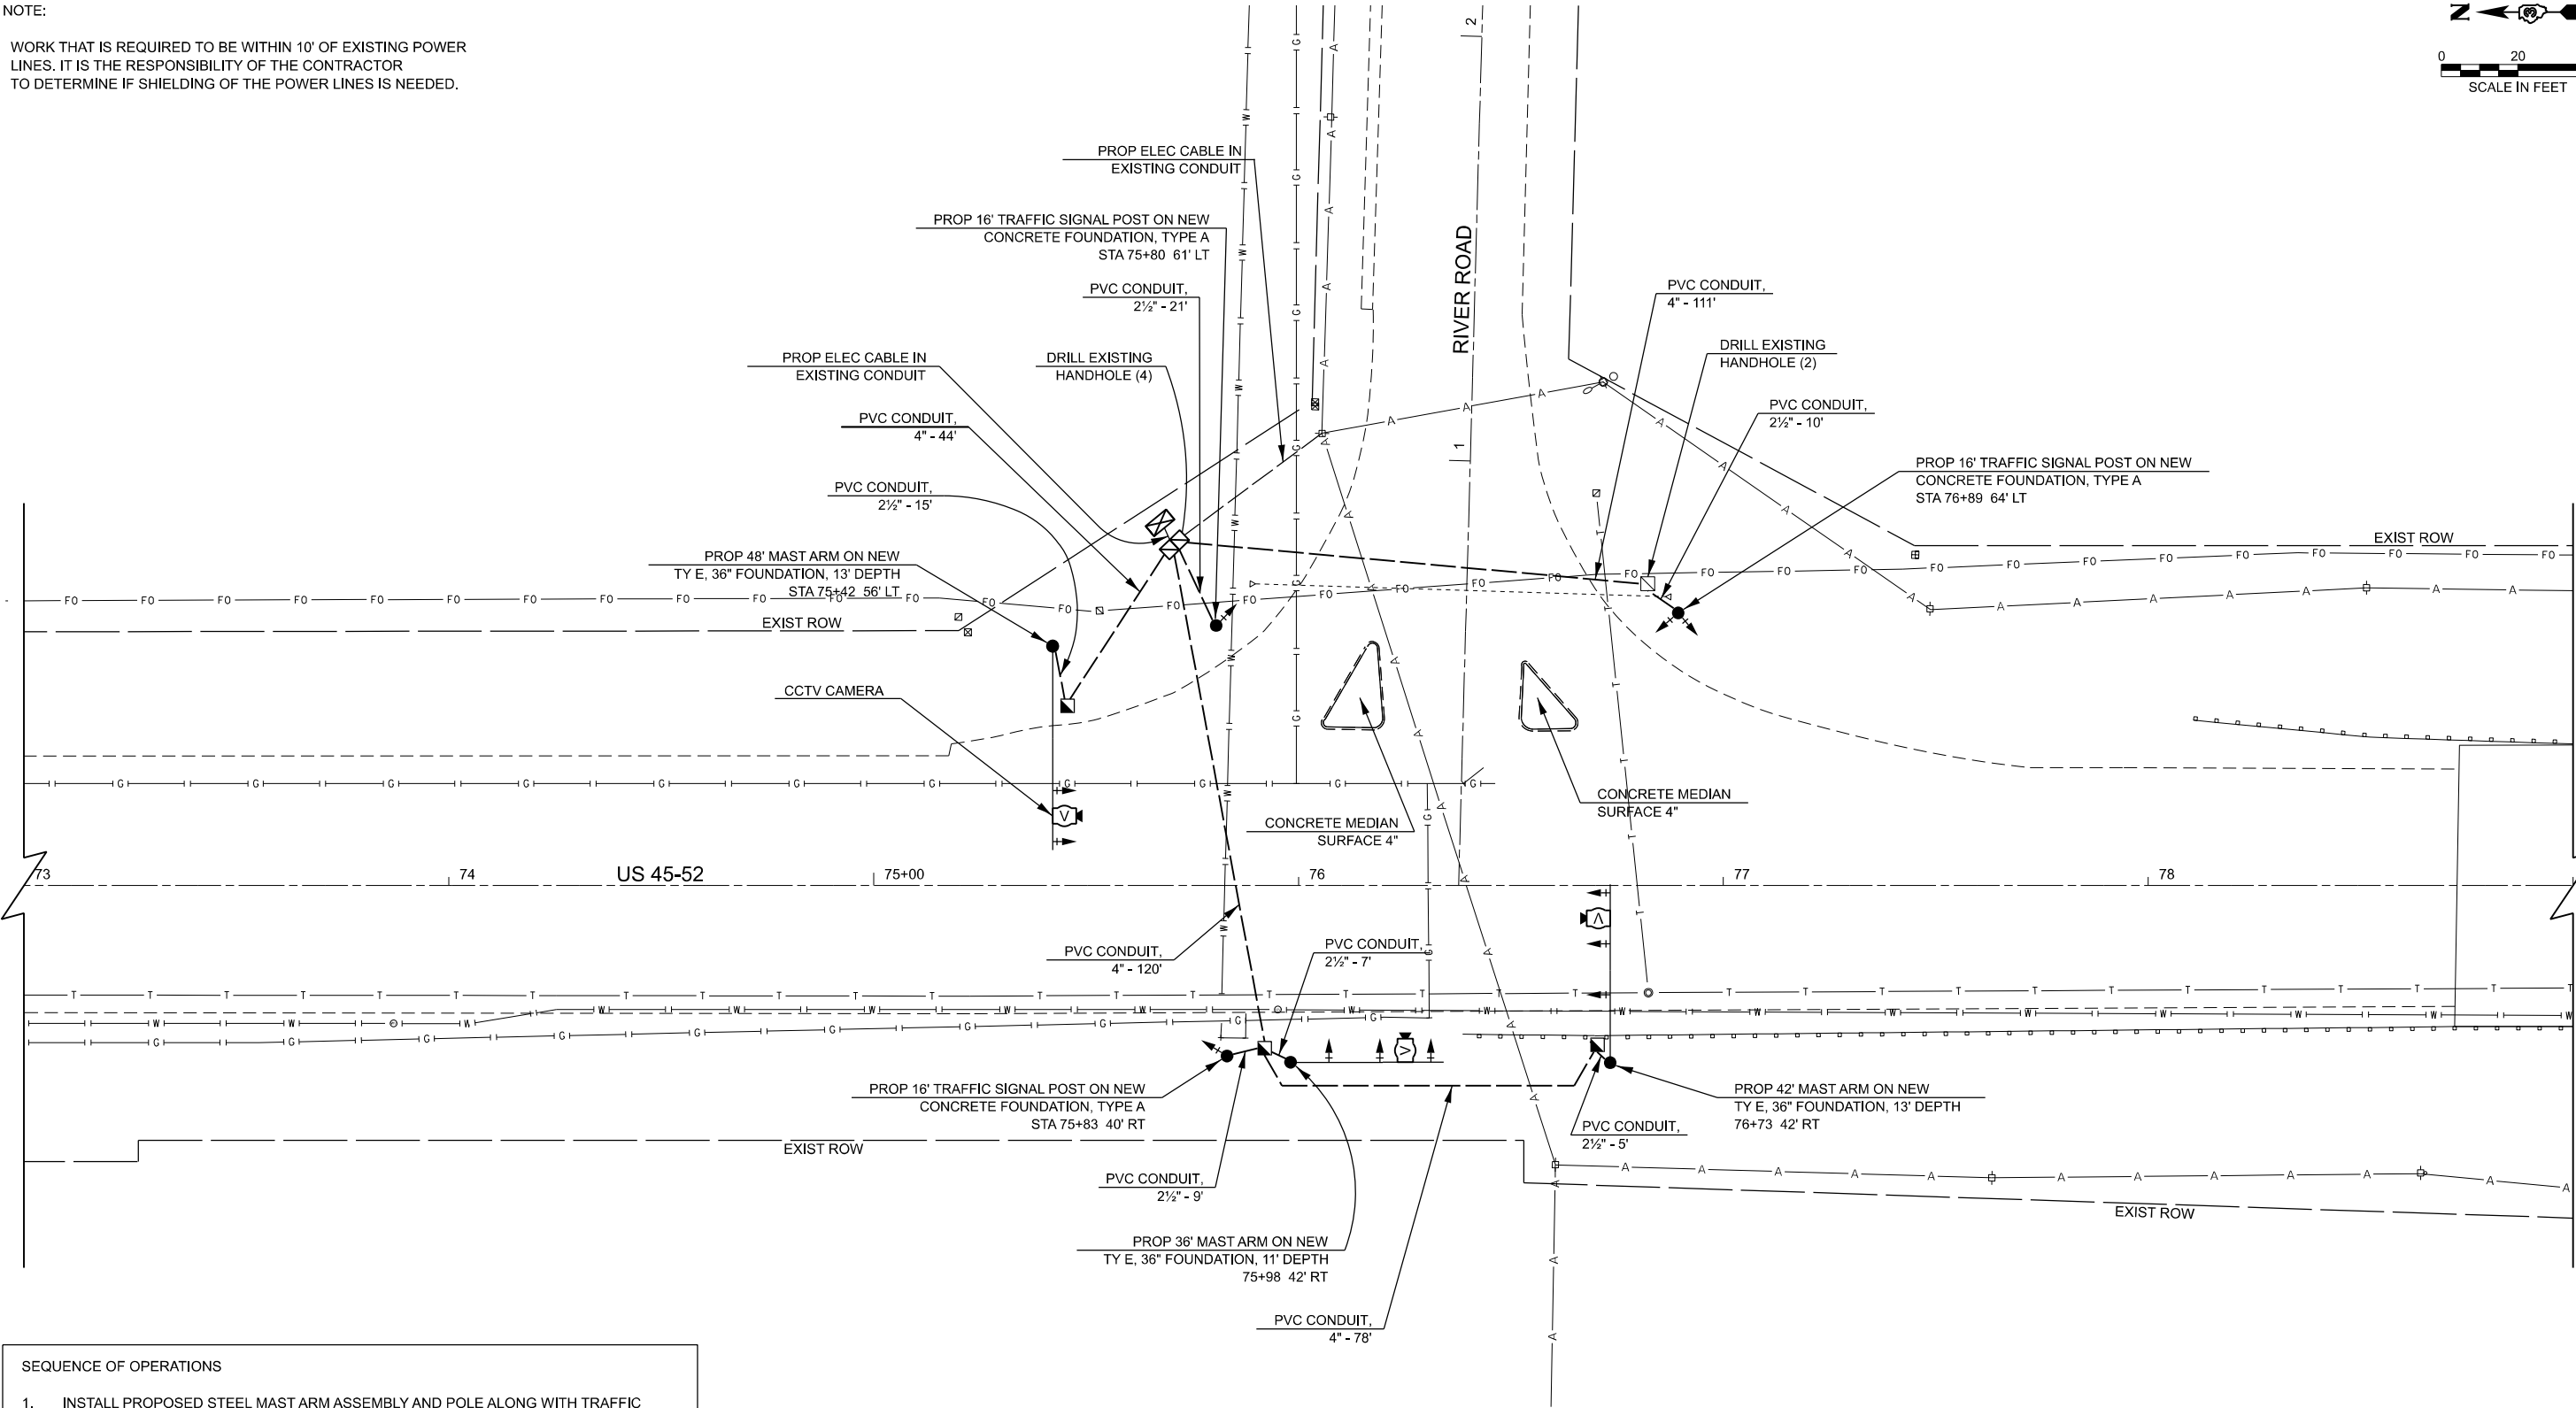 NOTE:
WORK THAT IS REQUIRED TO BE WITHIN 10' OF EXISTING POWER
LINES. IT IS THE RESPONSIBILITY OF THE CONTRACTOR
TO DETERMINE IF SHIELDING OF THE POWER LINES IS NEEDED.
N
0 20
SCALE IN FEET
2
PROP ELEC CABLE IN
EXISTING CONDUIT
PROP 16' TRAFFIC SIGNAL POST ON NEW
CONCRETE FOUNDATION, TYPE A
STA 75+80 61' LT
RIVER ROAD
PVC CONDUIT,
2½" - 21'
PVC CONDUIT,
4" - 111'
PROP ELEC CABLE IN
EXISTING CONDUIT
DRILL EXISTING
HANDHOLE (4)
DRILL EXISTING
HANDHOLE (2)
PVC CONDUIT,
4" - 44'
PVC CONDUIT,
2½" - 10'
1
PVC CONDUIT,
2½" - 15'
PROP 16' TRAFFIC SIGNAL POST ON NEW
CONCRETE FOUNDATION, TYPE A
STA 76+89 64' LT
PROP 48' MAST ARM ON NEW
TY E, 36" FOUNDATION, 13' DEPTH
STA 75+42 56' LT
EXIST ROW
EXIST ROW
CCTV CAMERA
CONCRETE MEDIAN
SURFACE 4"
CONCRETE MEDIAN
SURFACE 4"
73 74 US 45-52 75+00 76 77 78
PVC CONDUIT,
4" - 120'
PVC CONDUIT,
2½" - 7'
PROP 16' TRAFFIC SIGNAL POST ON NEW
CONCRETE FOUNDATION, TYPE A
STA 75+83 40' RT
PROP 42' MAST ARM ON NEW
TY E, 36" FOUNDATION, 13' DEPTH
76+73 42' RT
PVC CONDUIT,
2½" - 5'
EXIST ROW
PVC CONDUIT,
2½" - 9'
EXIST ROW
PROP 36' MAST ARM ON NEW
TY E, 36" FOUNDATION, 11' DEPTH
75+98 42' RT
PVC CONDUIT,
4" - 78'
SEQUENCE OF OPERATIONS
1. INSTALL PROPOSED STEEL MAST ARM ASSEMBLY AND POLE ALONG WITH TRAFFIC